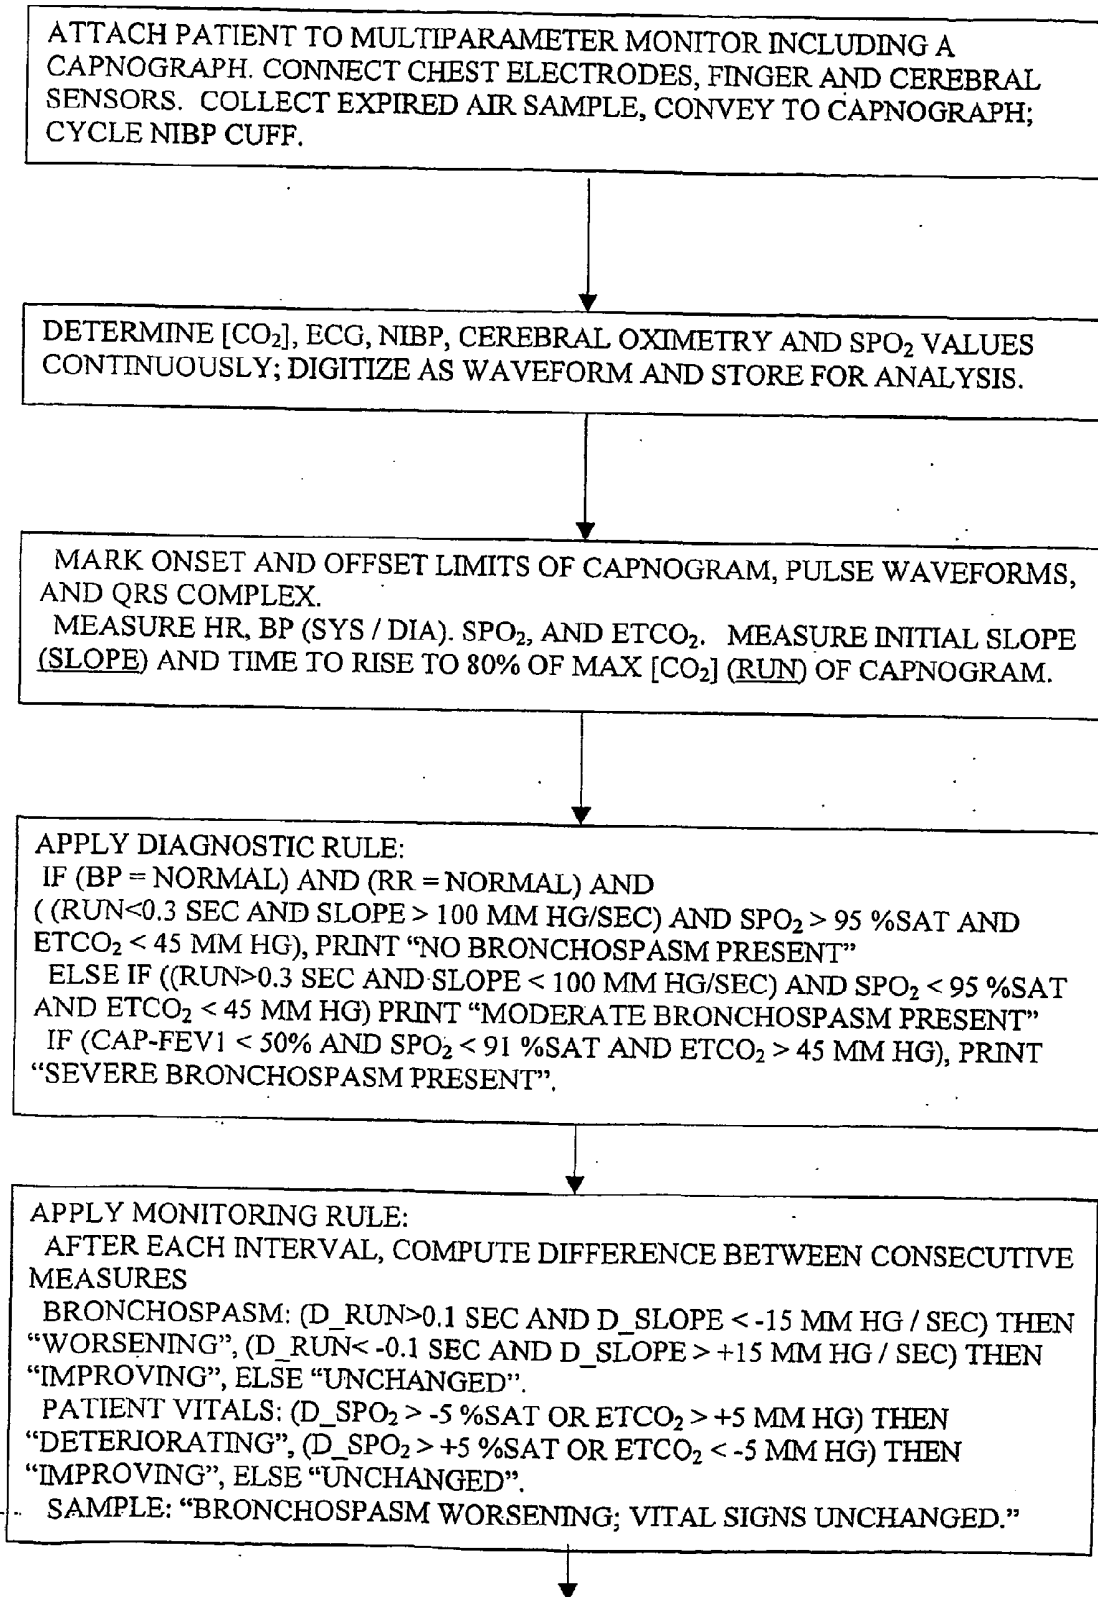 ATTACH PATIENT TO MULTIPARAMETER MONITOR INCLUDING A
CAPNOGRAPH. CONNECT CHEST ELECTRODES, FINGER AND CEREBRAL
SENSORS. COLLECT EXPIRED AIR SAMPLE, CONVEY TO CAPNOGRAPH;
CYCLE NIBP CUFF.
DETERMINE [CO₂], ECG, NIBP, CEREBRAL OXIMETRY AND SPO₂ VALUES
CONTINUOUSLY; DIGITIZE AS WAVEFORM AND STORE FOR ANALYSIS.
MARK ONSET AND OFFSET LIMITS OF CAPNOGRAM, PULSE WAVEFORMS,
AND QRS COMPLEX.
MEASURE HR, BP (SYS / DIA). SPO₂, AND ETCO₂. MEASURE INITIAL SLOPE
(SLOPE) AND TIME TO RISE TO 80% OF MAX [CO₂] (RUN) OF CAPNOGRAM.
APPLY DIAGNOSTIC RULE:
IF (BP = NORMAL) AND (RR = NORMAL) AND
( (RUN<0.3 SEC AND SLOPE > 100 MM HG/SEC) AND SPO₂ > 95 %SAT AND
ETCO₂ < 45 MM HG), PRINT “NO BRONCHOSPASM PRESENT”
ELSE IF ((RUN>0.3 SEC AND SLOPE < 100 MM HG/SEC) AND SPO₂ < 95 %SAT
AND ETCO₂ < 45 MM HG) PRINT “MODERATE BRONCHOSPASM PRESENT”
IF (CAP-FEV1 < 50% AND SPO₂ < 91 %SAT AND ETCO₂ > 45 MM HG), PRINT
“SEVERE BRONCHOSPASM PRESENT”.
APPLY MONITORING RULE:
AFTER EACH INTERVAL, COMPUTE DIFFERENCE BETWEEN CONSECUTIVE
MEASURES
BRONCHOSPASM: (D_RUN>0.1 SEC AND D_SLOPE < -15 MM HG / SEC) THEN
“WORSENING”, (D_RUN< -0.1 SEC AND D_SLOPE > +15 MM HG / SEC) THEN
“IMPROVING”, ELSE “UNCHANGED”.
PATIENT VITALS: (D_SPO₂ > -5 %SAT OR ETCO₂ > +5 MM HG) THEN
“DETERIORATING”, (D_SPO₂ > +5 %SAT OR ETCO₂ < -5 MM HG) THEN
“IMPROVING”, ELSE “UNCHANGED”.
SAMPLE: “BRONCHOSPASM WORSENING; VITAL SIGNS UNCHANGED.”